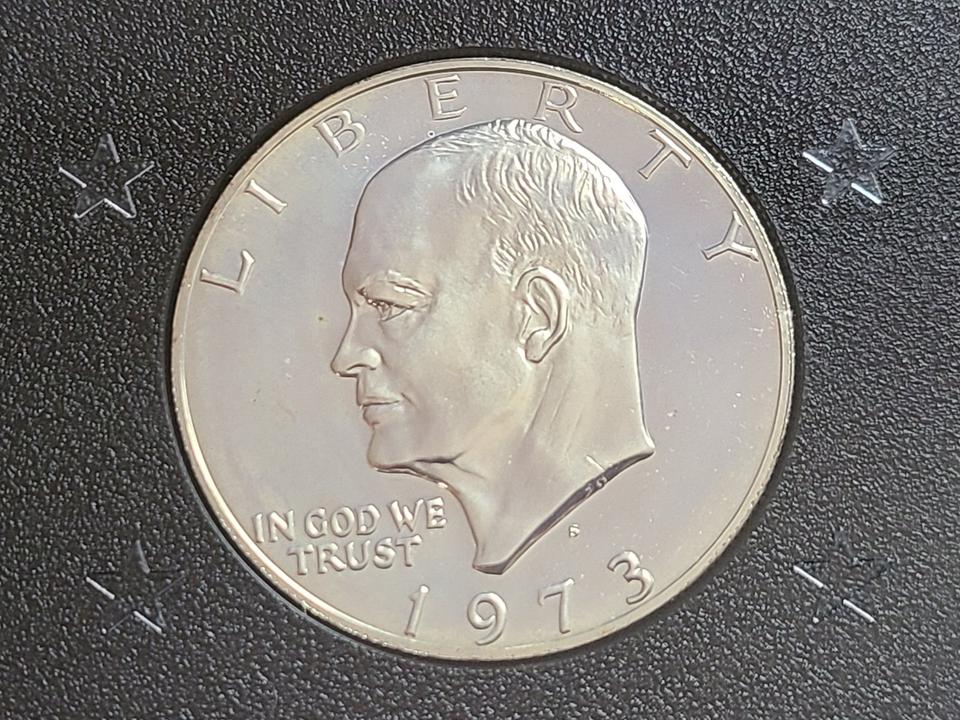 LIBERTY
IN GOD WE
TRUST
S
1973